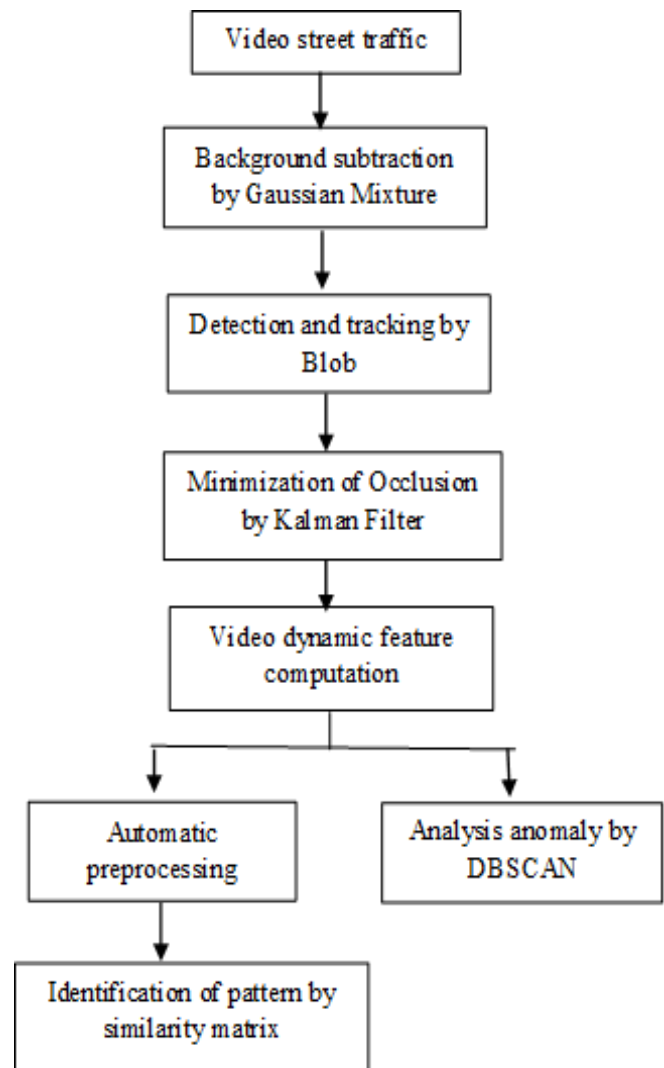 Video street traffic
Background subtraction
by Gaussian Mixture
Detection and tracking by
Blob
Minimization of Occlusion
by Kalman Filter
Video dynamic feature
computation
Automatic
preprocessing
Analysis anomaly by
DBSCAN
Identification of pattern by
similarity matrix